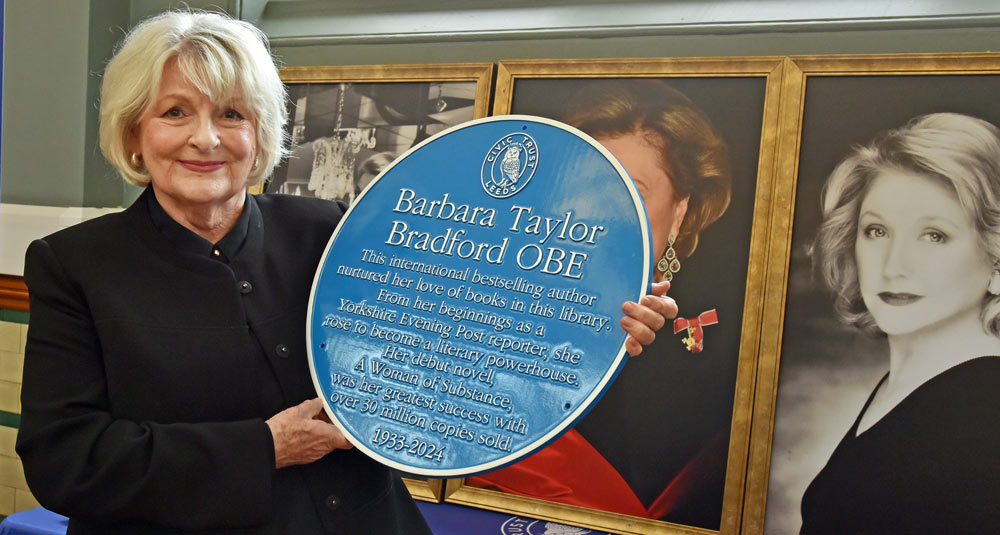 CIVIC TRUST
LEEDS
Barbara Taylor
Bradford OBE
This international bestselling author
nurtured her love of books in this library.
From her beginnings as a
Yorkshire Evening Post reporter, she
rose to become a literary powerhouse.
Her debut novel,
A Woman of Substance,
was her greatest success with
over 30 million copies sold.
1933-2024
TRUST